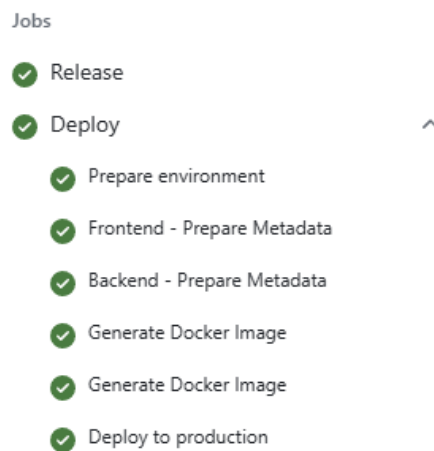 Jobs
Release
Deploy
Prepare environment
Frontend - Prepare Metadata
Backend - Prepare Metadata
Generate Docker Image
Generate Docker Image
Deploy to production